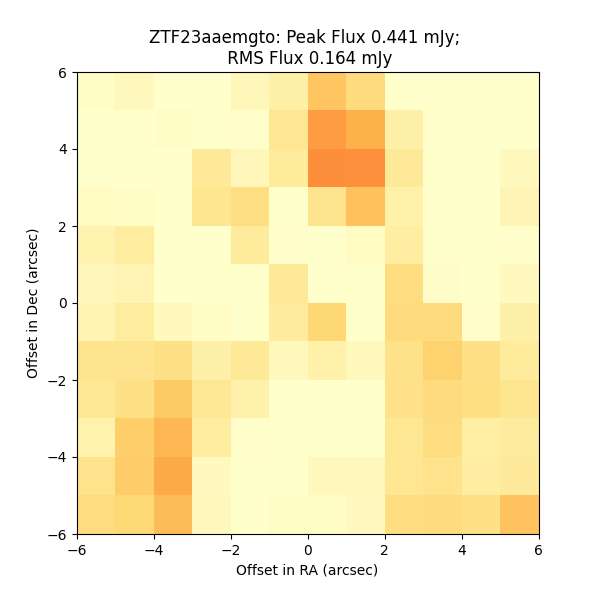 ZTF23aaemgto: Peak Flux 0.441 mJy;
RMS Flux 0.164 mJy
6
4
2
0
−2
−4
−6
Offset in Dec (arcsec)
−6 −4 −2 0 2 4 6
Offset in RA (arcsec)